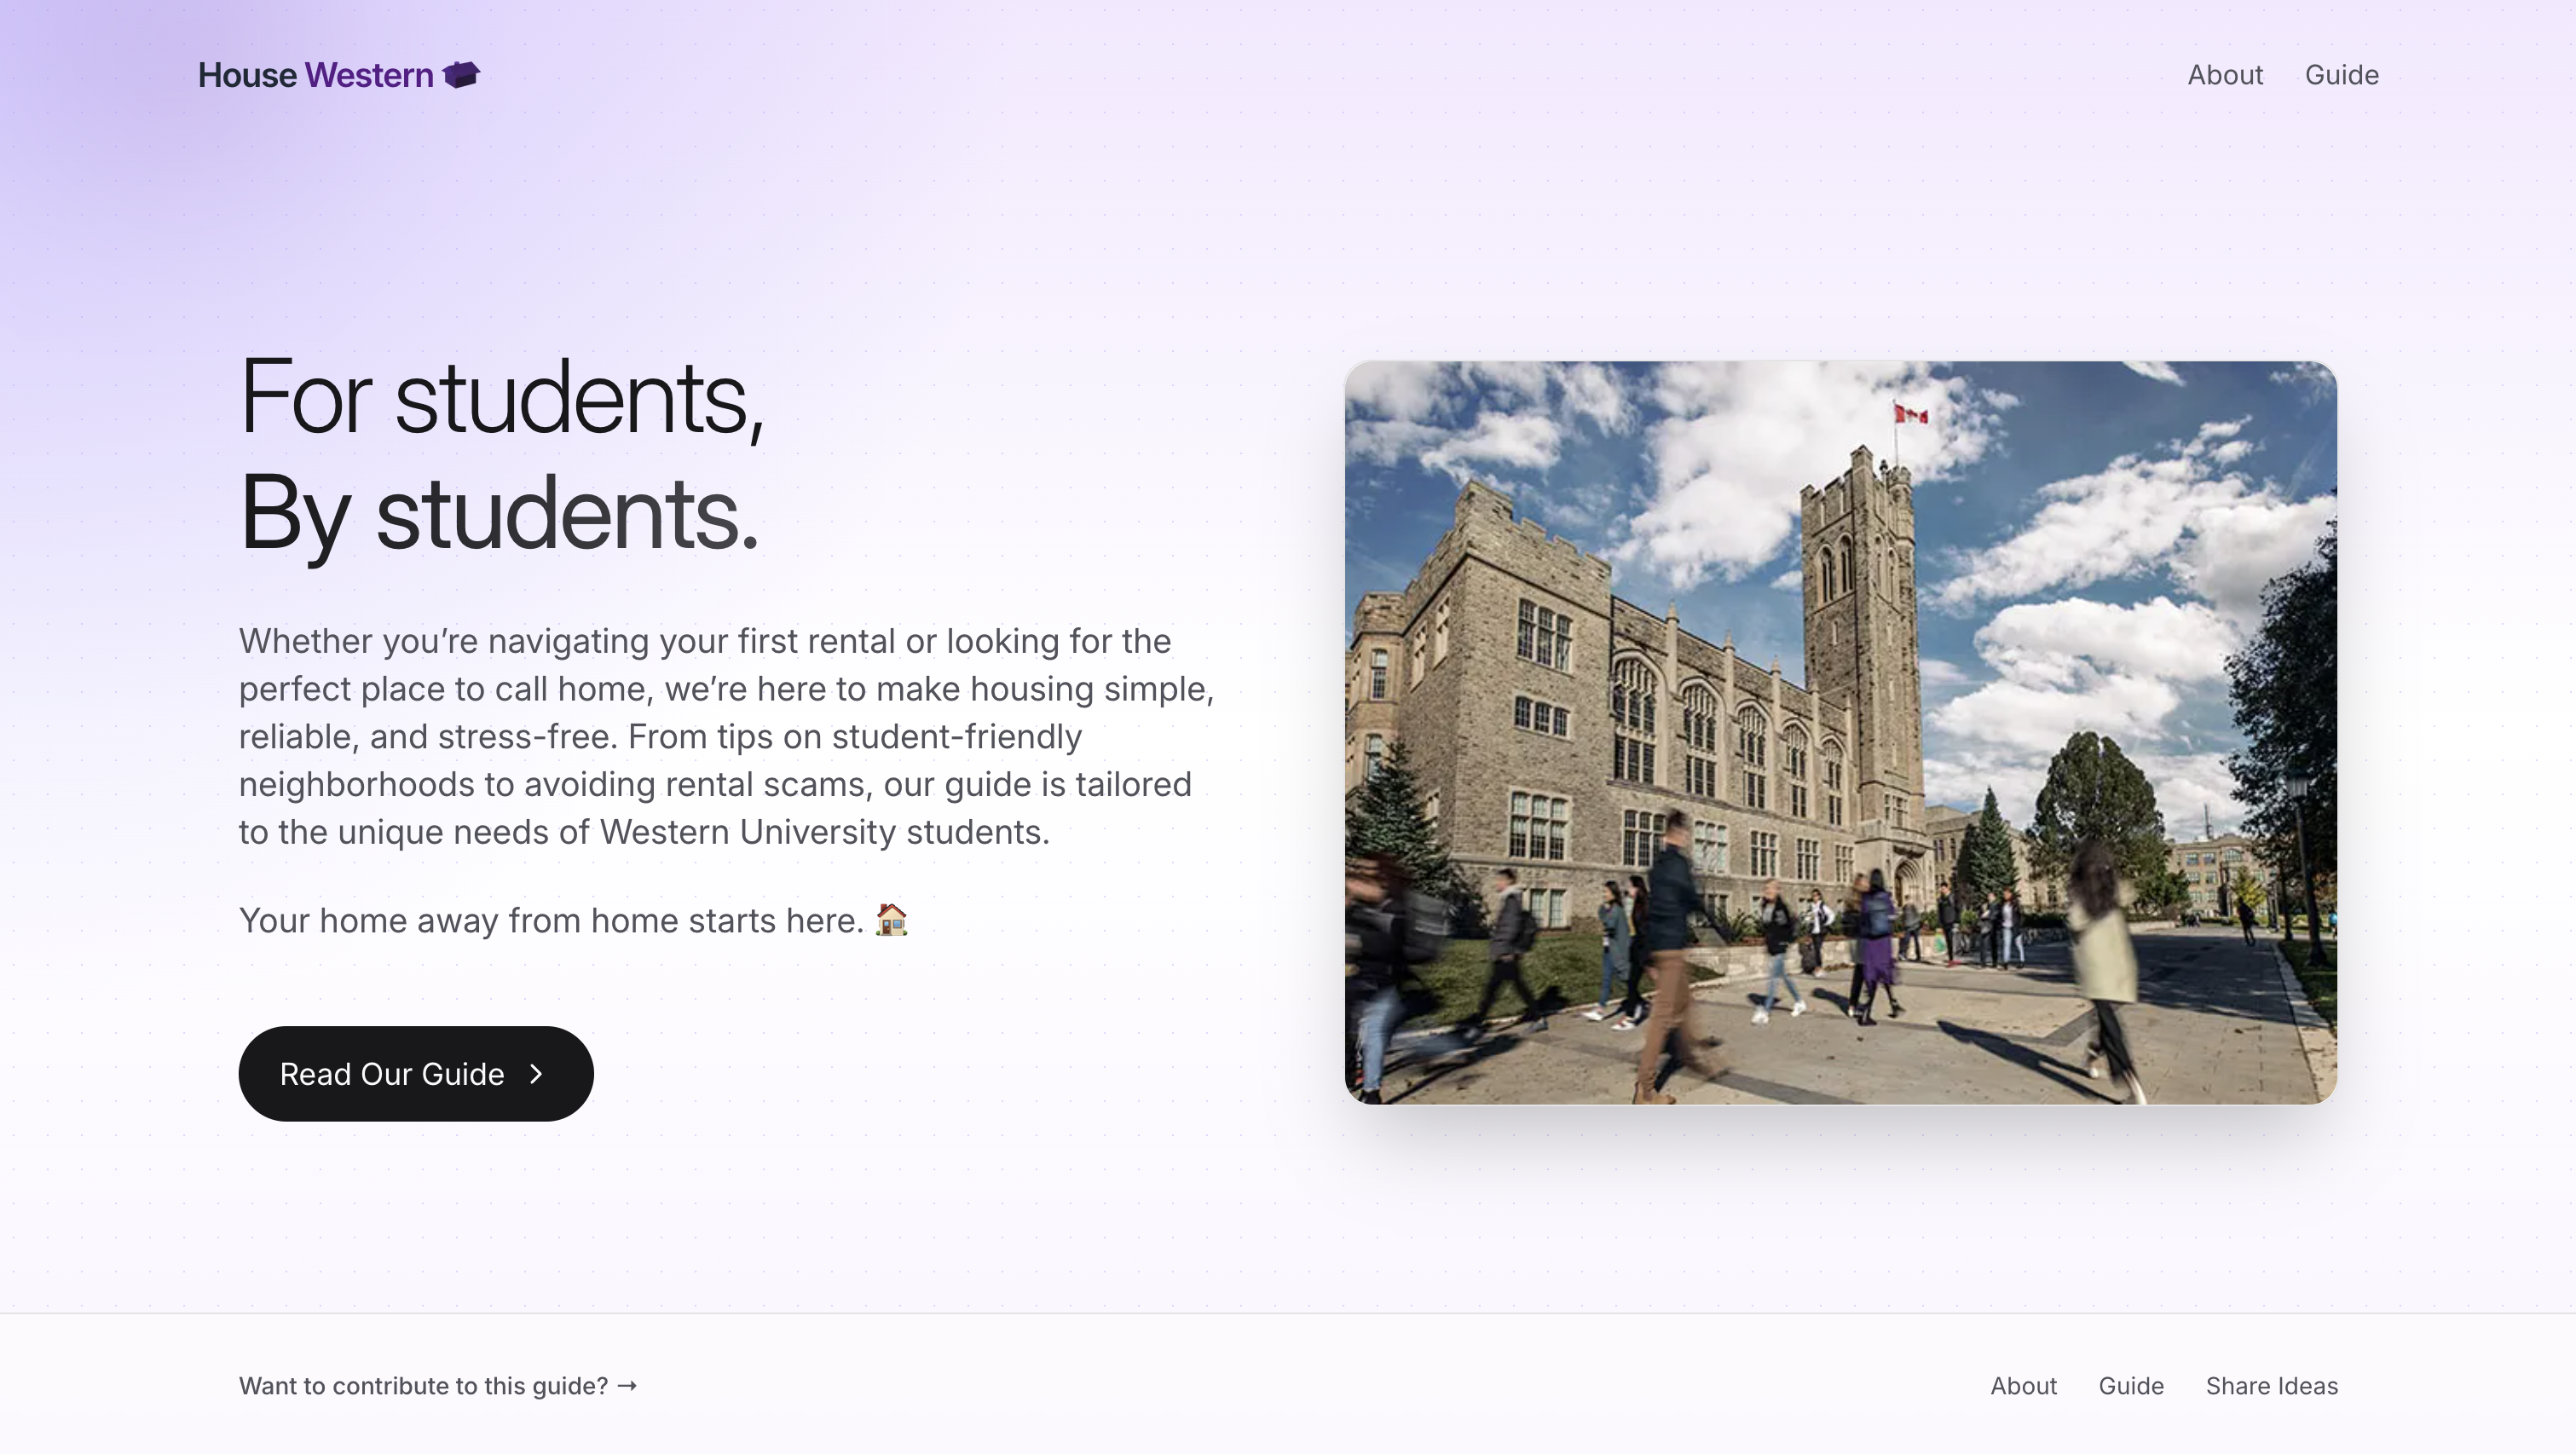 House Western
About
Guide
For students,
By students.
Whether you’re navigating your first rental or looking for the
perfect place to call home, we’re here to make housing simple,
reliable, and stress-free. From tips on student-friendly
neighborhoods to avoiding rental scams, our guide is tailored
to the unique needs of Western University students.
Your home away from home starts here. 🏠
Read Our Guide
Want to contribute to this guide? →
About
Guide
Share Ideas